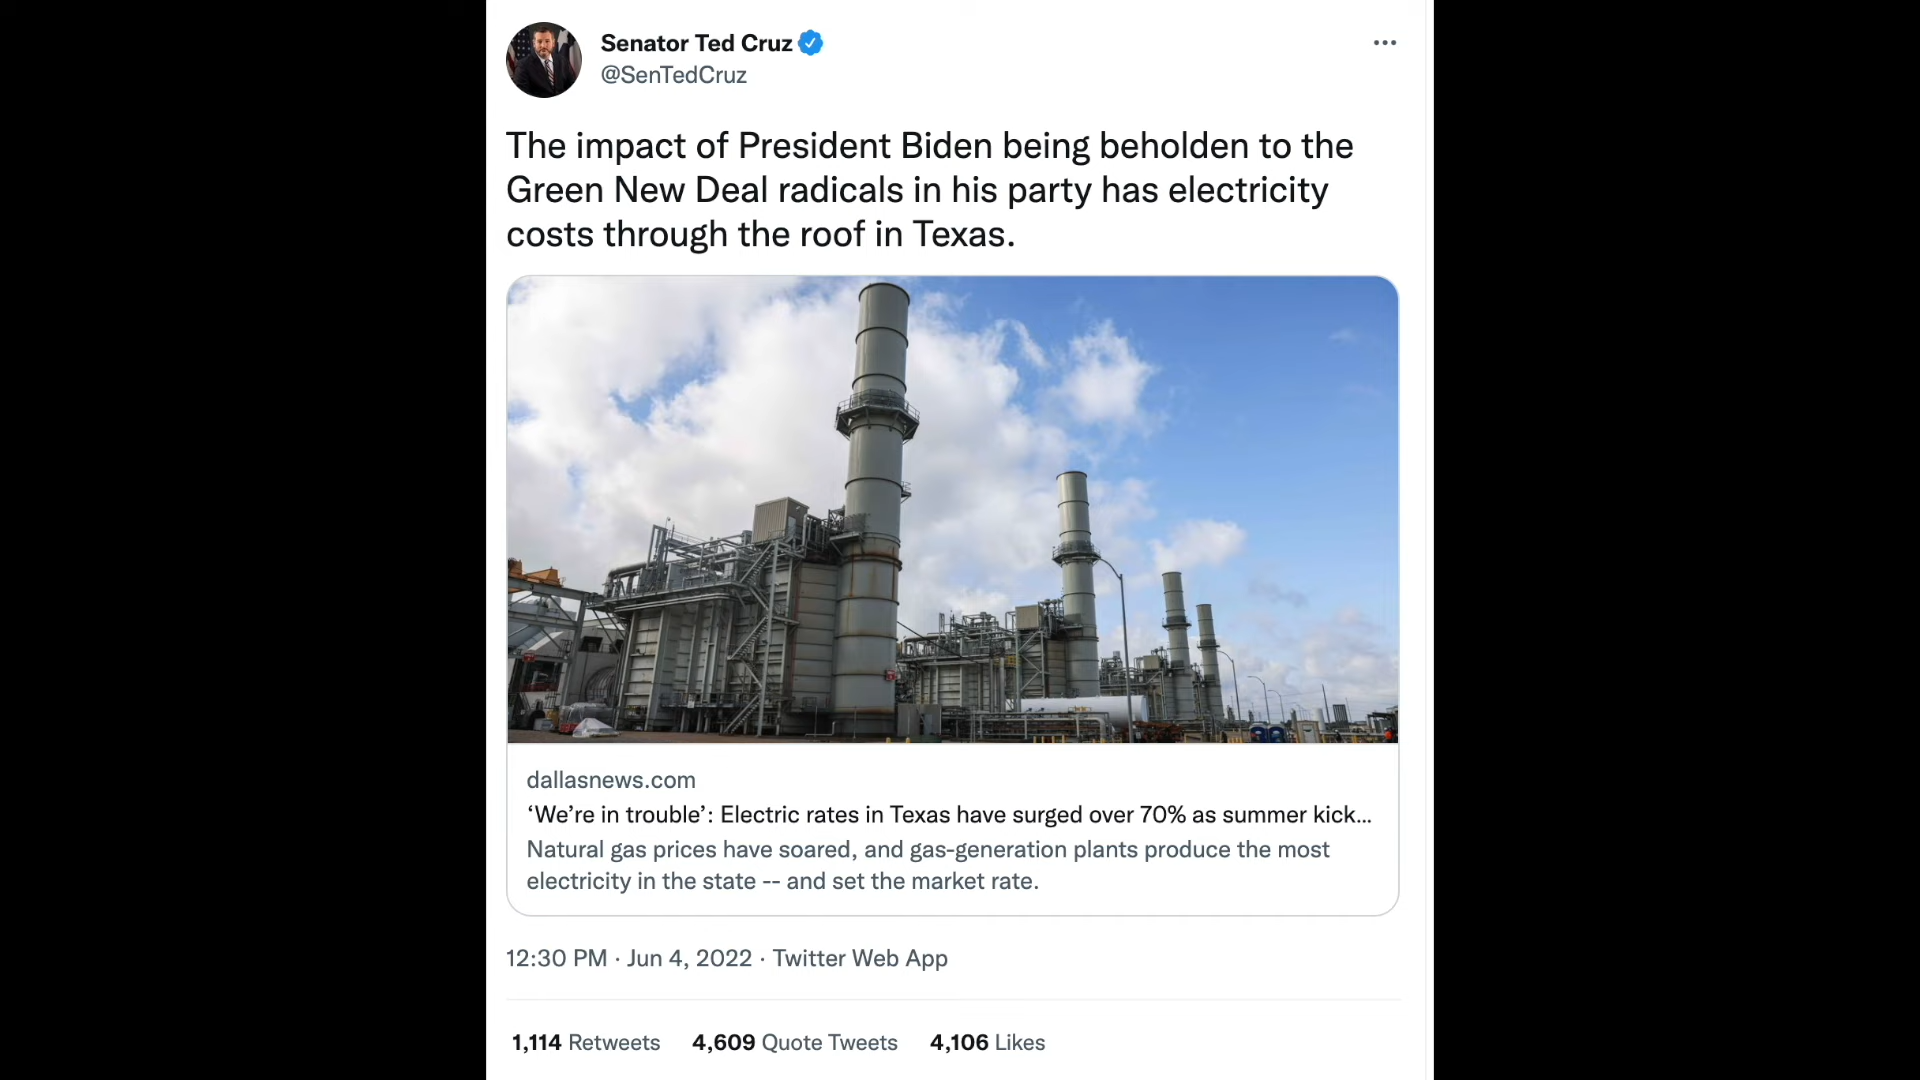 Senator Ted Cruz
@SenTedCruz
The impact of President Biden being beholden to the
Green New Deal radicals in his party has electricity
costs through the roof in Texas.
dallasnews.com
‘We’re in trouble’: Electric rates in Texas have surged over 70% as summer kick...
Natural gas prices have soared, and gas-generation plants produce the most
electricity in the state -- and set the market rate.
12:30 PM · Jun 4, 2022 · Twitter Web App
1,114 Retweets 4,609 Quote Tweets 4,106 Likes